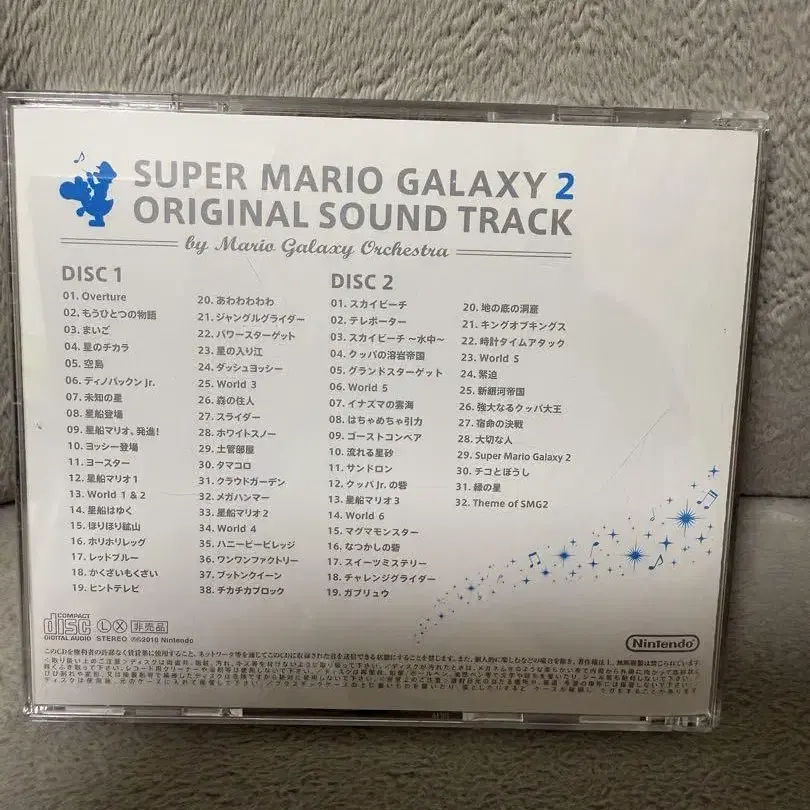 SUPER MARIO GALAXY 2
ORIGINAL SOUND TRACK
by Mario Galaxy Orchestra
DISC 1
01. Overture
02. もうひとつの物語
03. まいご
04. 星のチカラ
05. 空島
06. ディノパックン Jr.
07. 未知の星
08. 星船登場
09. 星船マリオ、発進!
10. ヨッシー登場
11. ヨースター
12. 星船マリオ 1
13. World 1 & 2
14. 星船はゆく
15. ほりほり鉱山
16. ホリホリレッグ
17. レッドブルー
18. かくざいもくざい
19. ヒントテレビ
20. あわわわわわ
21. ジャングルグライダー
22. パワースターゲット
23. 星の入り江
24. ダッシュヨッシー
25. World 3
26. 森の住人
27. スライダー
28. ホワイトスノー
29. 土管部屋
30. タマコロ
31. クラウドガーデン
32. メガハンマー
33. 星船マリオ 2
34. World 4
35. ハニービービレッジ
36. ワンワンファクトリー
37. ブットンクイーン
38. チカチカブロック
DISC 2
01. スカイビーチ
02. テレポーター
03. スカイビーチ ～水中～
04. クッパの溶岩帝国
05. グランドスターゲット
06. World 5
07. イナズマの雲海
08. はちゃめちゃ引力
09. ゴーストコンベア
10. 流れる星砂
11. サンドロン
12. クッパ Jr. の砦
13. 星船マリオ 3
14. World 6
15. マグマモンスター
16. なつかしの砦
17. スイーツミステリー
18. チャレンジグライダー
19. ガプリュウ
20. 地の底の洞窟
21. キングオブキングス
22. 時計タイムアタック
23. World S
24. 緊迫
25. 新銀河帝国
26. 強大なるクッパ大王
27. 宿命の決戦
28. 大切な人
29. Super Mario Galaxy 2
30. チコとぼうし
31. 緑の星
32. Theme of SMG2
COMPACT
disc
DIGITAL AUDIO
L X
非売品
STEREO ℗©2010 Nintendo
Nintendo